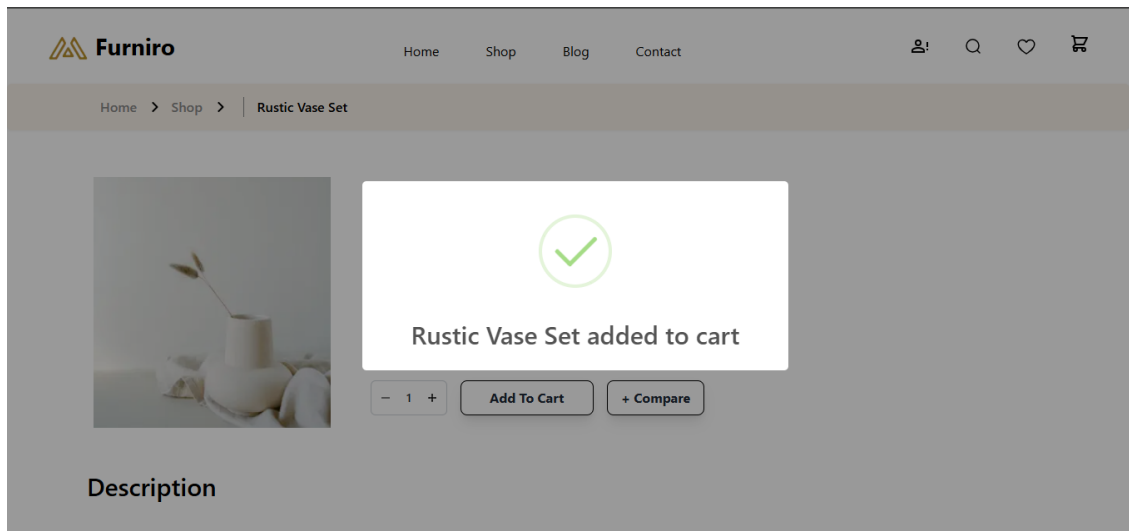 Furniro
Home Shop Blog Contact
Home > Shop > Rustic Vase Set
Rustic Vase Set added to cart
− 1 + Add To Cart + Compare
Description